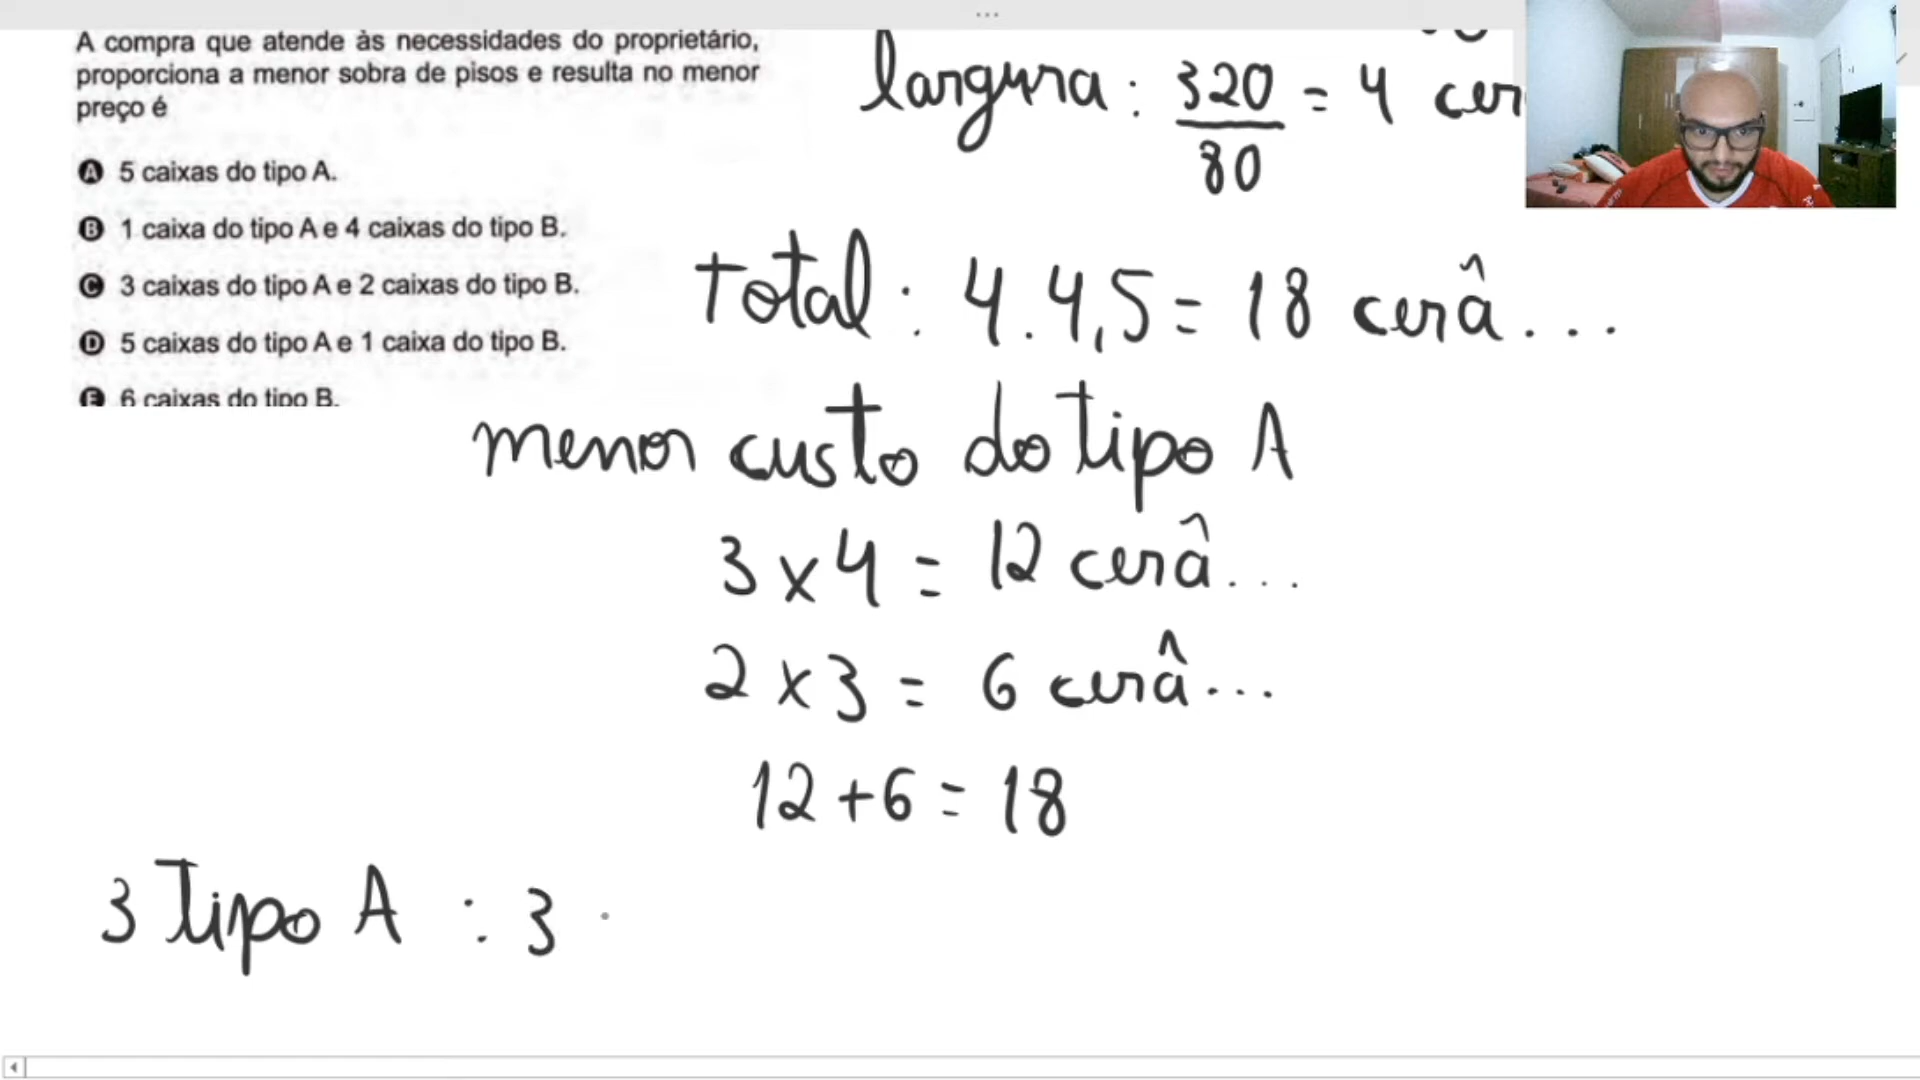 A compra que atende às necessidades do proprietário,
proporciona a menor sobra de pisos e resulta no menor
preço é
A 5 caixas do tipo A.
B 1 caixa do tipo A e 4 caixas do tipo B.
C 3 caixas do tipo A e 2 caixas do tipo B.
D 5 caixas do tipo A e 1 caixa do tipo B.
E 6 caixas do tipo B.
largura : 320/80 = 4 cer
total : 4.4,5 = 18 cerâ...
menor custo do tipo A
3 x 4 = 12 cerâ...
2 x 3 = 6 cerâ...
12 + 6 = 18
3 Tipo A : 3 .